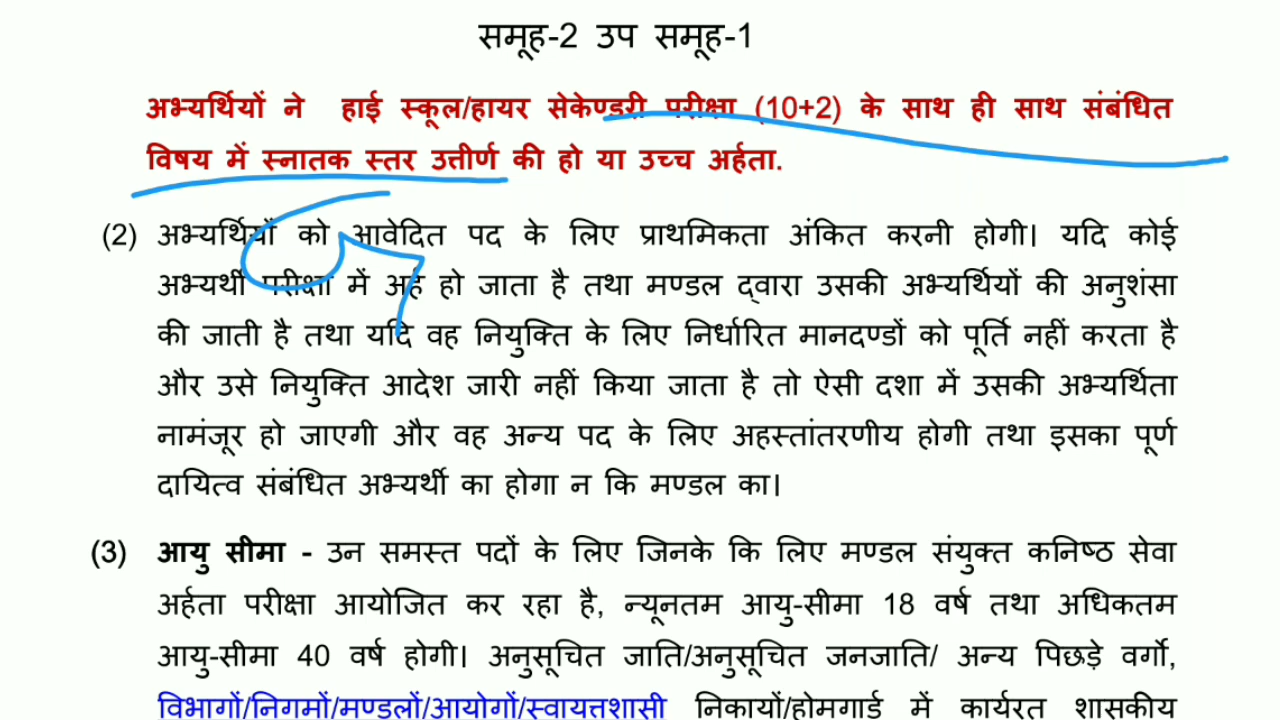 समूह-2 उप समूह-1
अभ्यर्थियों ने हाई स्कूल/हायर सेकेण्डरी परीक्षा (10+2) के साथ ही साथ संबंधित
विषय में स्नातक स्तर उत्तीर्ण की हो या उच्च अर्हता.
(2) अभ्यर्थियों को आवेदित पद के लिए प्राथमिकता अंकित करनी होगी। यदि कोई
अभ्यर्थी परीक्षा में अर्ह हो जाता है तथा मण्डल द्वारा उसकी अभ्यर्थियों की अनुशंसा
की जाती है तथा यदि वह नियुक्ति के लिए निर्धारित मानदण्डों को पूर्ति नहीं करता है
और उसे नियुक्ति आदेश जारी नहीं किया जाता है तो ऐसी दशा में उसकी अभ्यर्थिता
नामंजूर हो जाएगी और वह अन्य पद के लिए अहस्तांतरणीय होगी तथा इसका पूर्ण
दायित्व संबंधित अभ्यर्थी का होगा न कि मण्डल का।
(3) आयु सीमा - उन समस्त पदों के लिए जिनके कि लिए मण्डल संयुक्त कनिष्ठ सेवा
अर्हता परीक्षा आयोजित कर रहा है, न्यूनतम आयु-सीमा 18 वर्ष तथा अधिकतम
आयु-सीमा 40 वर्ष होगी। अनुसूचित जाति/अनुसूचित जनजाति/ अन्य पिछड़े वर्गो,
विभागों/निगमों/मण्डलों/आयोगों/स्वायत्तशासी निकायों/होमगार्ड में कार्यरत शासकीय